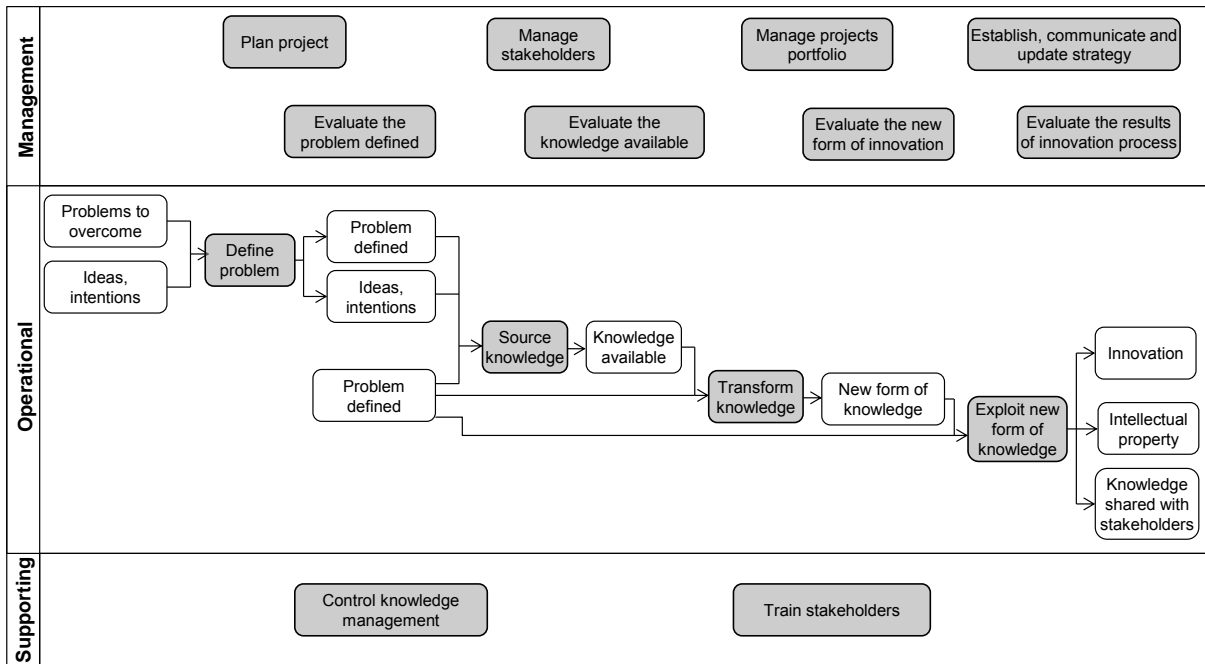 Management
Plan project
Manage
stakeholders
Manage projects
portfolio
Establish, communicate and
update strategy
Evaluate the
problem defined
Evaluate the
knowledge available
Evaluate the new
form of innovation
Evaluate the results
of innovation process
Operational
Problems to
overcome
Ideas,
intentions
Define
problem
Problem
defined
Ideas,
intentions
Problem
defined
Source
knowledge
Knowledge
available
Transform
knowledge
New form of
knowledge
Exploit new
form of
knowledge
Innovation
Intellectual
property
Knowledge
shared with
stakeholders
Supporting
Control knowledge
management
Train stakeholders